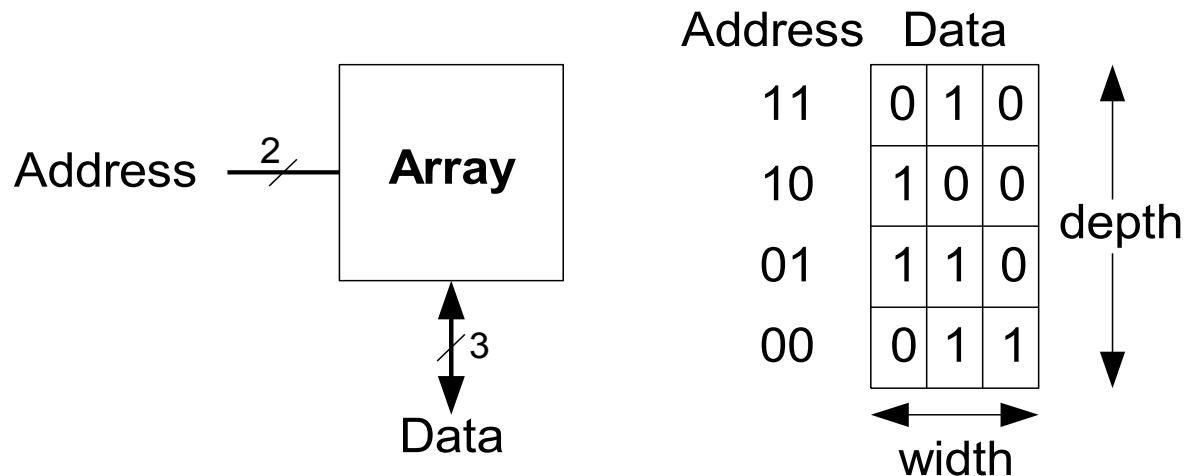 Address
2
Array
3
Data
Address Data
11 0 1 0
10 1 0 0
01 1 1 0
00 0 1 1
depth
width